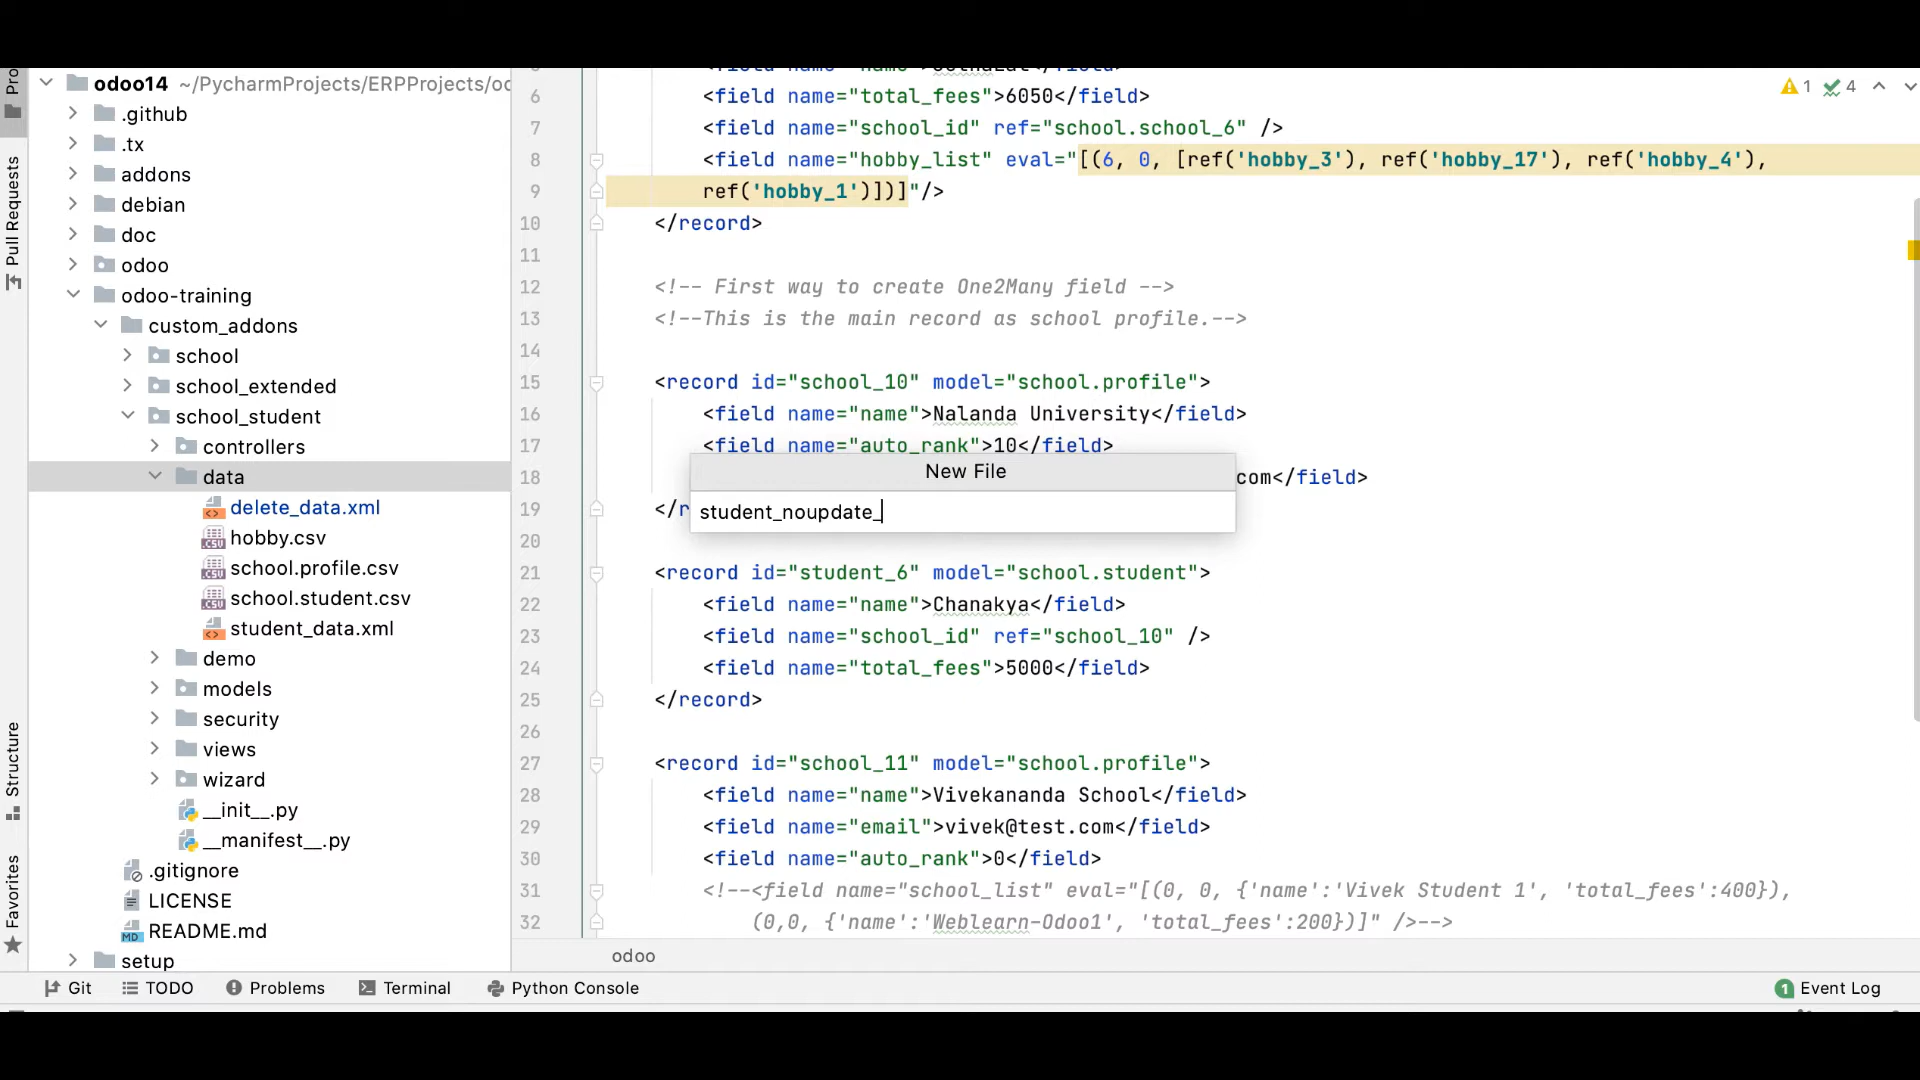 Pro
Pull Requests
Structure
Favorites
odoo14 ~/PycharmProjects/ERPProjects/oc
.github
.tx
addons
debian
doc
odoo
odoo-training
custom_addons
school
school_extended
school_student
controllers
data
delete_data.xml
hobby.csv
school.profile.csv
school.student.csv
student_data.xml
demo
models
security
views
wizard
__init__.py
__manifest__.py
.gitignore
LICENSE
README.md
setup
1 4
6 <field name="total_fees">6050</field>
7 <field name="school_id" ref="school.school_6" />
8 <field name="hobby_list" eval="[(6, 0, [ref('hobby_3'), ref('hobby_17'), ref('hobby_4'),
9 ref('hobby_1')])]"/>
10 </record>
11
12 <!-- First way to create One2Many field -->
13 <!--This is the main record as school profile.-->
14
15 <record id="school_10" model="school.profile">
16 <field name="name">Nalanda University</field>
17 <field name="auto_rank">10</field>
18 com</field>
19 </r
New File
student_noupdate_
20
21 <record id="student_6" model="school.student">
22 <field name="name">Chanakya</field>
23 <field name="school_id" ref="school_10" />
24 <field name="total_fees">5000</field>
25 </record>
26
27 <record id="school_11" model="school.profile">
28 <field name="name">Vivekananda School</field>
29 <field name="email">vivek@test.com</field>
30 <field name="auto_rank">0</field>
31 <!--<field name="school_list" eval="[(0, 0, {'name':'Vivek Student 1', 'total_fees':400}),
32 (0,0, {'name':'Weblearn-Odoo1', 'total_fees':200})]" />-->
odoo
Git TODO Problems Terminal Python Console 1 Event Log